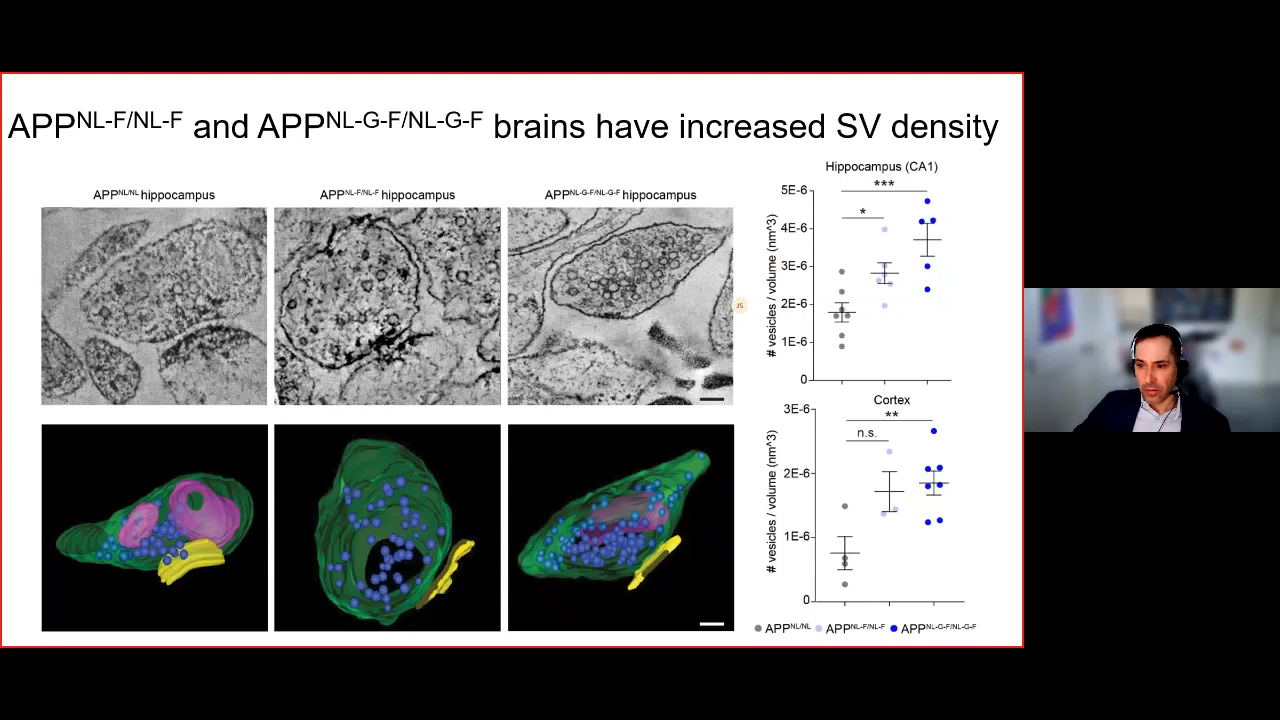 APPNL-F/NL-F and APPNL-G-F/NL-G-F brains have increased SV density
APPNL/NL hippocampus
APPNL-F/NL-F hippocampus
APPNL-G-F/NL-G-F hippocampus
Hippocampus (CA1)
# vesicles / volume (nm^3)
5E-6
4E-6
3E-6
2E-6
1E-6
0
***
*
JS
Cortex
# vesicles / volume (nm^3)
3E-6
2E-6
1E-6
0
**
n.s.
APPNL/NL APPNL-F/NL-F APPNL-G-F/NL-G-F